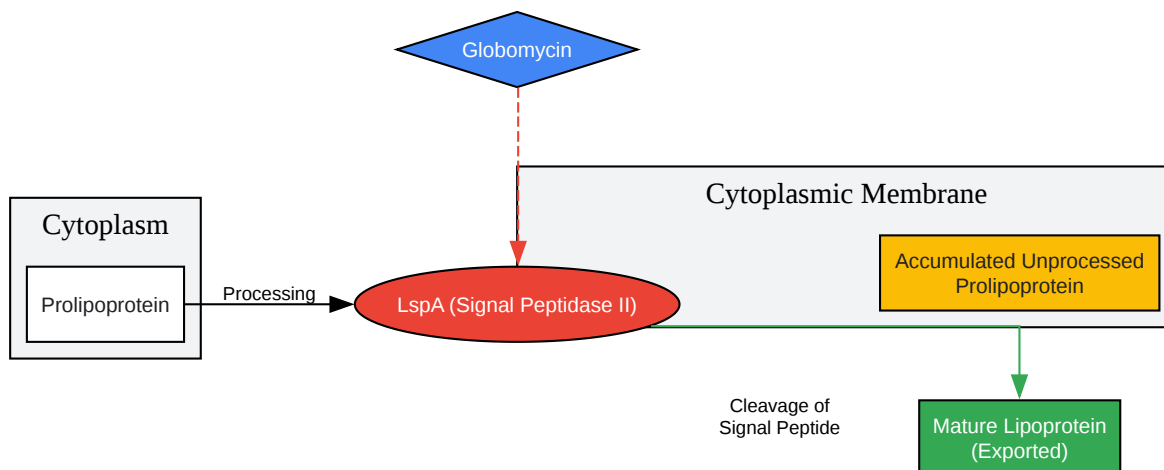 Globomycin
Cytoplasmic Membrane
Cytoplasm
Accumulated Unprocessed
Prolipoprotein
Prolipoprotein
Processing
LspA (Signal Peptidase II)
Cleavage of
Signal Peptide
Mature Lipoprotein
(Exported)